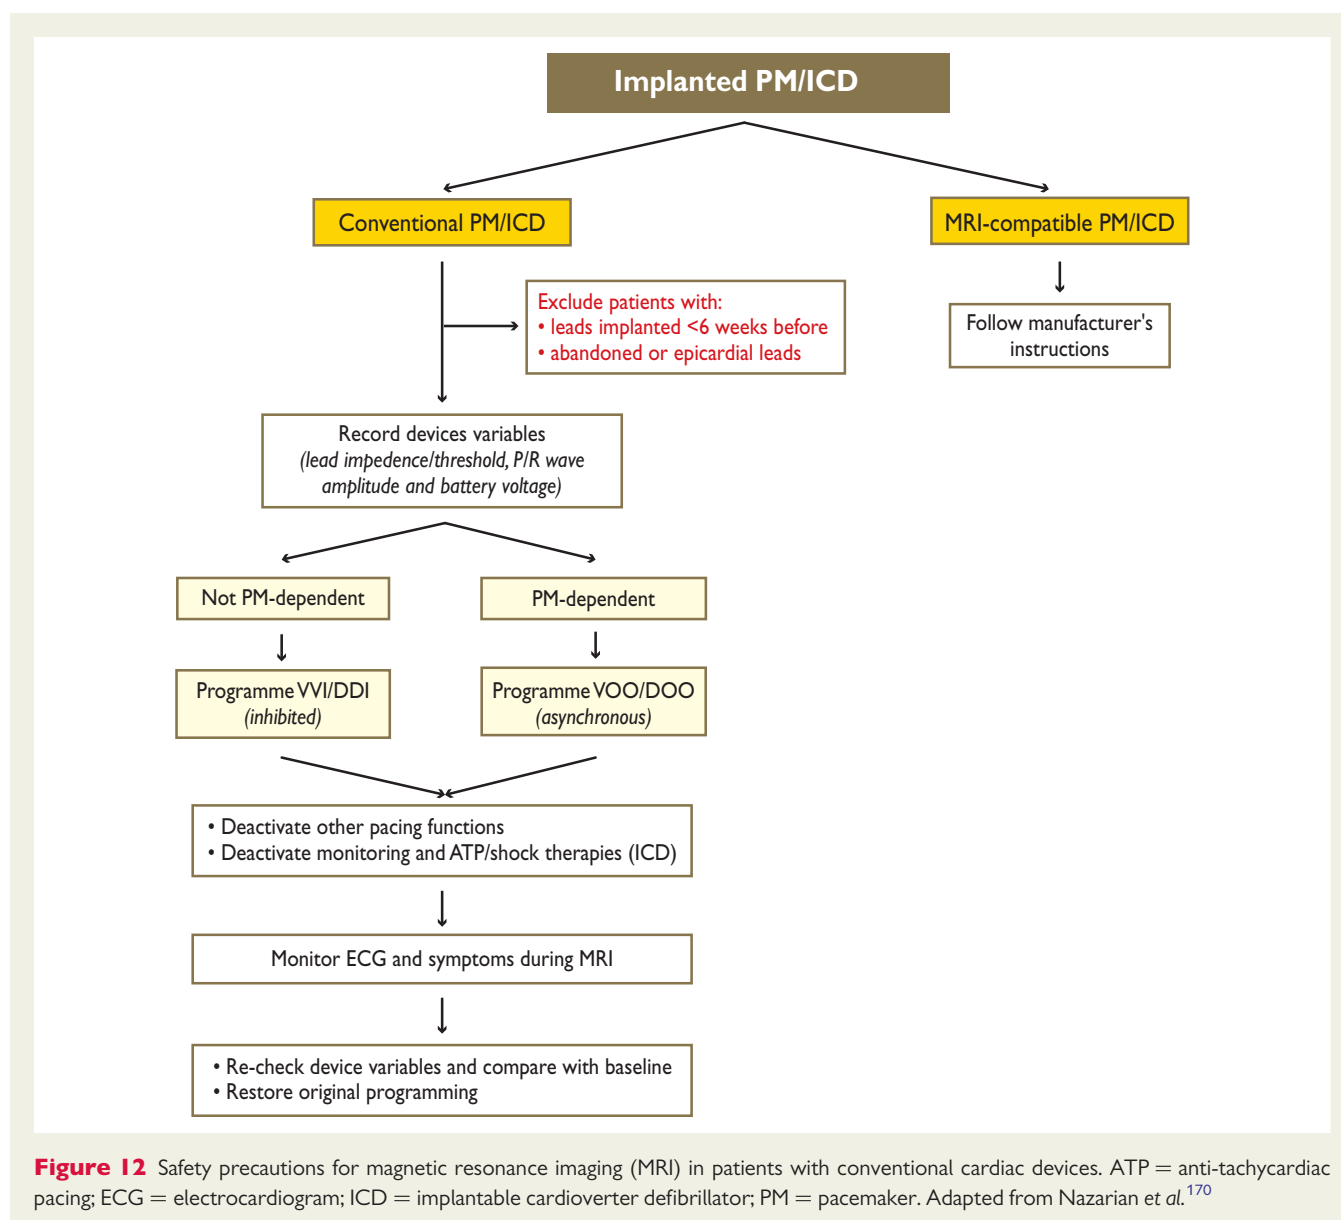 Implanted PM/ICD
Conventional PM/ICD
MRI-compatible PM/ICD
Exclude patients with:
• leads implanted <6 weeks before
• abandoned or epicardial leads
Follow manufacturer's
instructions
Record devices variables
(lead impedence/threshold, P/R wave
amplitude and battery voltage)
Not PM-dependent
PM-dependent
Programme VVI/DDI
(inhibited)
Programme VOO/DOO
(asynchronous)
• Deactivate other pacing functions
• Deactivate monitoring and ATP/shock therapies (ICD)
Monitor ECG and symptoms during MRI
• Re-check device variables and compare with baseline
• Restore original programming
Figure 12 Safety precautions for magnetic resonance imaging (MRI) in patients with conventional cardiac devices. ATP = anti-tachycardiac
pacing; ECG = electrocardiogram; ICD = implantable cardioverter defibrillator; PM = pacemaker. Adapted from Nazarian et al.170